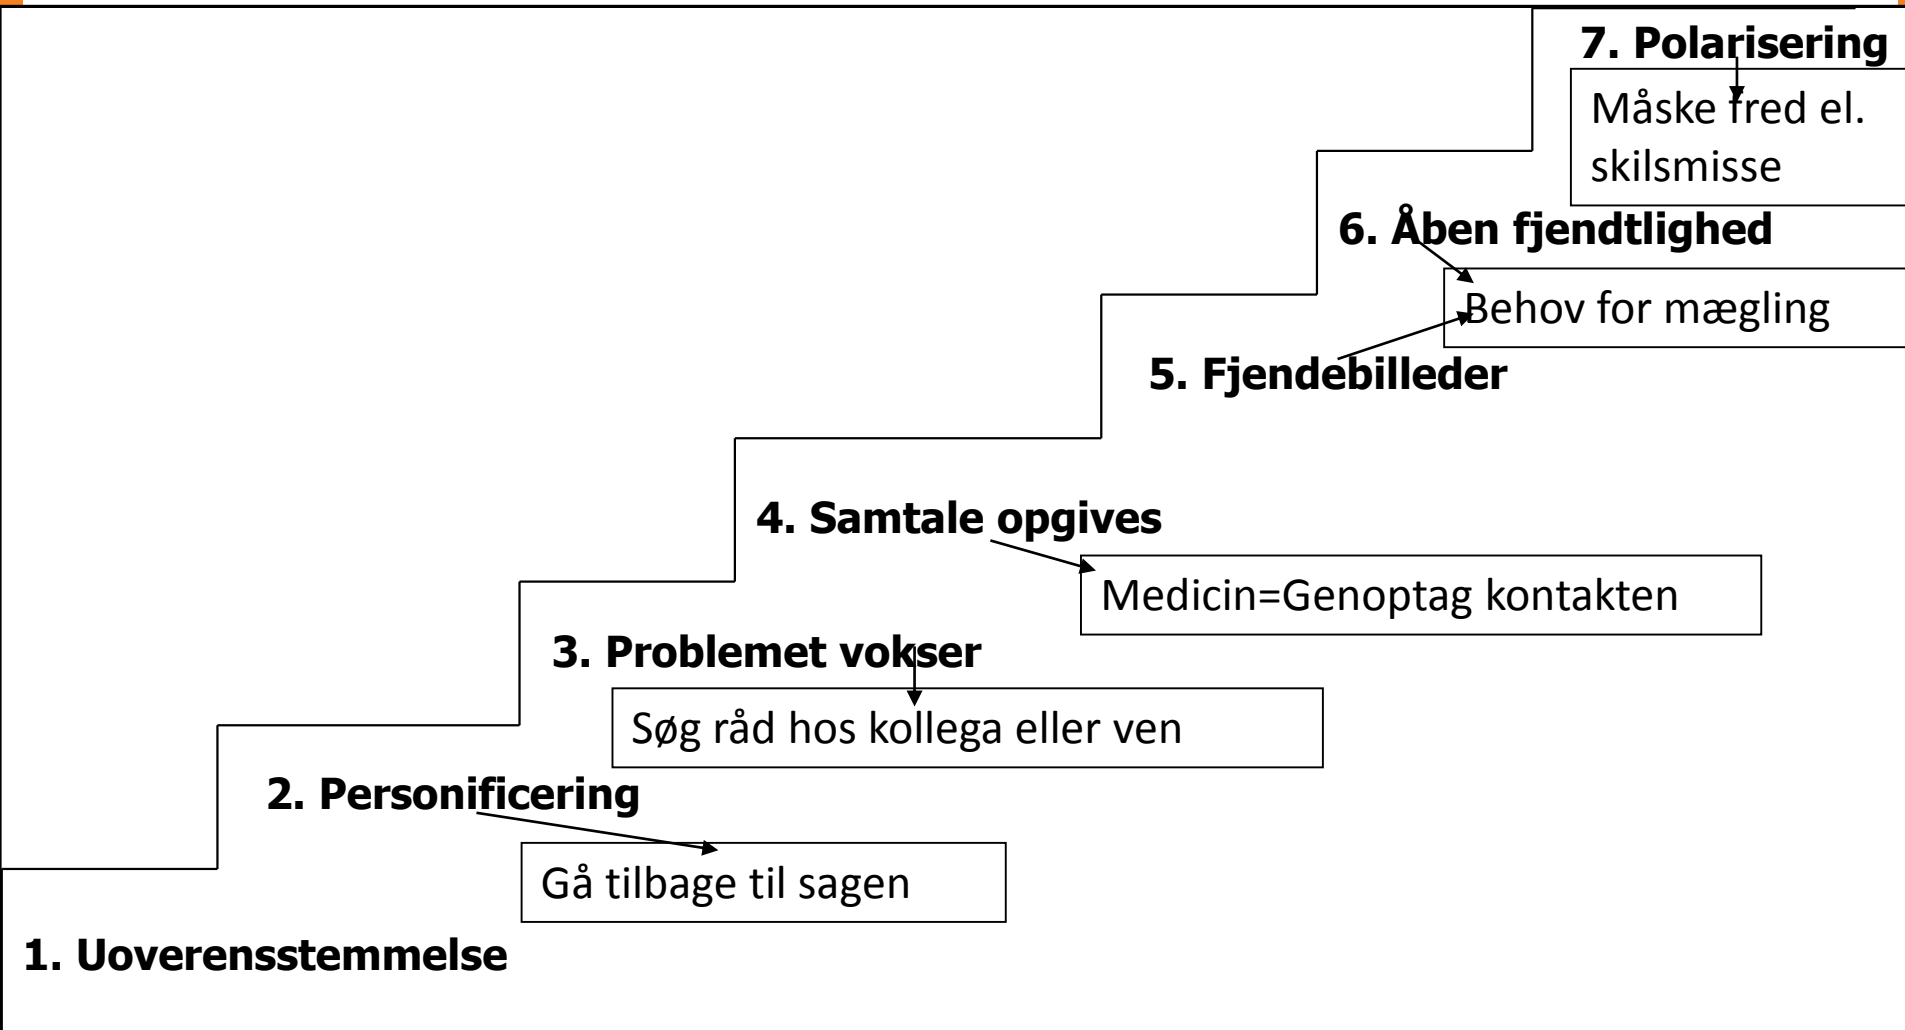 7. Polarisering
Måske fred el.
skilsmisse
6. Åben fjendtlighed
Behov for mægling
5. Fjendebilleder
4. Samtale opgives
Medicin=Genoptag kontakten
3. Problemet vokser
Søg råd hos kollega eller ven
2. Personificering
Gå tilbage til sagen
1. Uoverensstemmelse